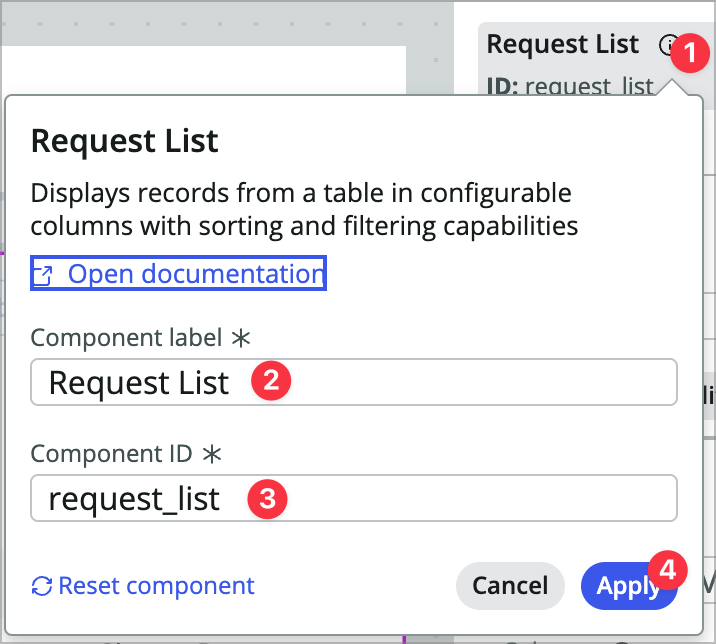 Request List
1
ID: request_list
Request List
Displays records from a table in configurable
columns with sorting and filtering capabilities
Open documentation
Component label *
Request List 2
Component ID *
request_list 3
Reset component
Cancel
Apply
4